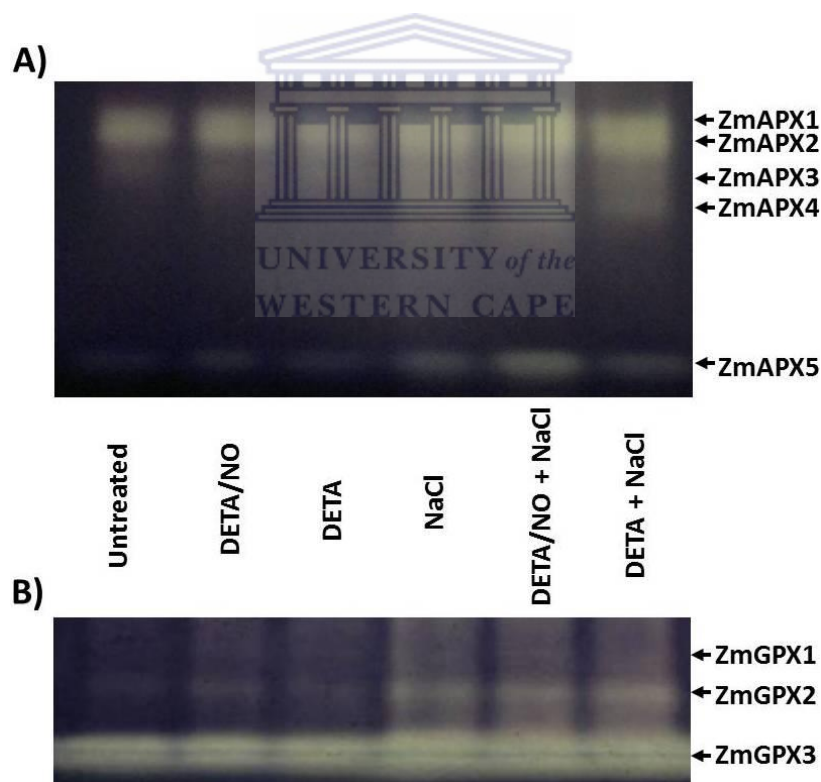 A)
UNIVERSITY of the
WESTERN CAPE
ZmAPX1
ZmAPX2
ZmAPX3
ZmAPX4
ZmAPX5
Untreated
DETA/NO
DETA
NaCl
DETA/NO + NaCl
DETA + NaCl
B)
ZmGPX1
ZmGPX2
ZmGPX3